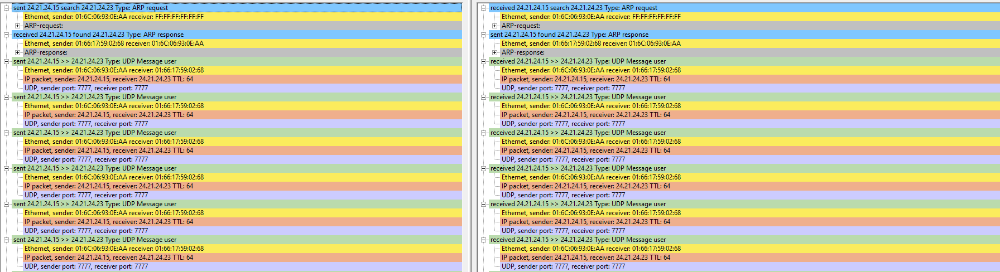 sent 24.21.24.15 search 24.21.24.23 Type: ARP request
Ethernet, sender: 01:6C:06:93:0E:AA receiver: FF:FF:FF:FF:FF:FF
ARP-request:
received 24.21.24.15 found 24.21.24.23 Type: ARP response
Ethernet, sender: 01:66:17:59:02:68 receiver: 01:6C:06:93:0E:AA
ARP-response:
sent 24.21.24.15 >> 24.21.24.23 Type: UDP Message user
Ethernet, sender: 01:6C:06:93:0E:AA receiver: 01:66:17:59:02:68
IP packet, sender: 24.21.24.15, receiver: 24.21.24.23 TTL: 64
UDP, sender port: 7777, receiver port: 7777
sent 24.21.24.15 >> 24.21.24.23 Type: UDP Message user
Ethernet, sender: 01:6C:06:93:0E:AA receiver: 01:66:17:59:02:68
IP packet, sender: 24.21.24.15, receiver: 24.21.24.23 TTL: 64
UDP, sender port: 7777, receiver port: 7777
sent 24.21.24.15 >> 24.21.24.23 Type: UDP Message user
Ethernet, sender: 01:6C:06:93:0E:AA receiver: 01:66:17:59:02:68
IP packet, sender: 24.21.24.15, receiver: 24.21.24.23 TTL: 64
UDP, sender port: 7777, receiver port: 7777
sent 24.21.24.15 >> 24.21.24.23 Type: UDP Message user
Ethernet, sender: 01:6C:06:93:0E:AA receiver: 01:66:17:59:02:68
IP packet, sender: 24.21.24.15, receiver: 24.21.24.23 TTL: 64
UDP, sender port: 7777, receiver port: 7777
sent 24.21.24.15 >> 24.21.24.23 Type: UDP Message user
Ethernet, sender: 01:6C:06:93:0E:AA receiver: 01:66:17:59:02:68
IP packet, sender: 24.21.24.15, receiver: 24.21.24.23 TTL: 64
UDP, sender port: 7777, receiver port: 7777
sent 24.21.24.15 >> 24.21.24.23 Type: UDP Message user
Ethernet, sender: 01:6C:06:93:0E:AA receiver: 01:66:17:59:02:68
IP packet, sender: 24.21.24.15, receiver: 24.21.24.23 TTL: 64
UDP, sender port: 7777, receiver port: 7777
received 24.21.24.15 search 24.21.24.23 Type: ARP request
Ethernet, sender: 01:6C:06:93:0E:AA receiver: FF:FF:FF:FF:FF:FF
ARP-request:
sent 24.21.24.15 found 24.21.24.23 Type: ARP response
Ethernet, sender: 01:66:17:59:02:68 receiver: 01:6C:06:93:0E:AA
ARP-response:
received 24.21.24.15 >> 24.21.24.23 Type: UDP Message user
Ethernet, sender: 01:6C:06:93:0E:AA receiver: 01:66:17:59:02:68
IP packet, sender: 24.21.24.15, receiver: 24.21.24.23 TTL: 64
UDP, sender port: 7777, receiver port: 7777
received 24.21.24.15 >> 24.21.24.23 Type: UDP Message user
Ethernet, sender: 01:6C:06:93:0E:AA receiver: 01:66:17:59:02:68
IP packet, sender: 24.21.24.15, receiver: 24.21.24.23 TTL: 64
UDP, sender port: 7777, receiver port: 7777
received 24.21.24.15 >> 24.21.24.23 Type: UDP Message user
Ethernet, sender: 01:6C:06:93:0E:AA receiver: 01:66:17:59:02:68
IP packet, sender: 24.21.24.15, receiver: 24.21.24.23 TTL: 64
UDP, sender port: 7777, receiver port: 7777
received 24.21.24.15 >> 24.21.24.23 Type: UDP Message user
Ethernet, sender: 01:6C:06:93:0E:AA receiver: 01:66:17:59:02:68
IP packet, sender: 24.21.24.15, receiver: 24.21.24.23 TTL: 64
UDP, sender port: 7777, receiver port: 7777
received 24.21.24.15 >> 24.21.24.23 Type: UDP Message user
Ethernet, sender: 01:6C:06:93:0E:AA receiver: 01:66:17:59:02:68
IP packet, sender: 24.21.24.15, receiver: 24.21.24.23 TTL: 64
UDP, sender port: 7777, receiver port: 7777
received 24.21.24.15 >> 24.21.24.23 Type: UDP Message user
Ethernet, sender: 01:6C:06:93:0E:AA receiver: 01:66:17:59:02:68
IP packet, sender: 24.21.24.15, receiver: 24.21.24.23 TTL: 64
UDP, sender port: 7777, receiver port: 7777